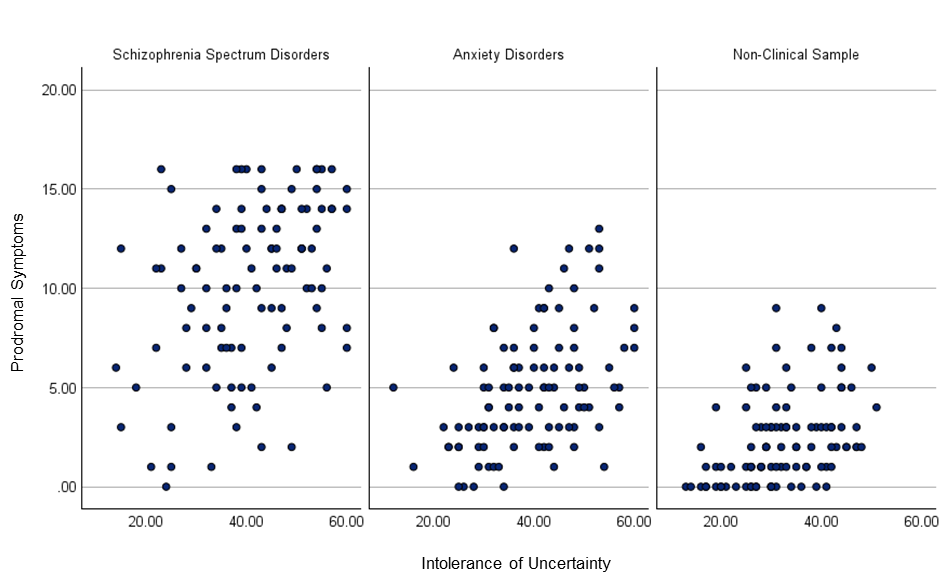 Schizophrenia Spectrum Disorders Anxiety Disorders Non-Clinical Sample
Prodromal Symptoms
20.00
15.00
10.00
5.00
.00
20.00 40.00 60.00 20.00 40.00 60.00 20.00 40.00 60.00
Intolerance of Uncertainty